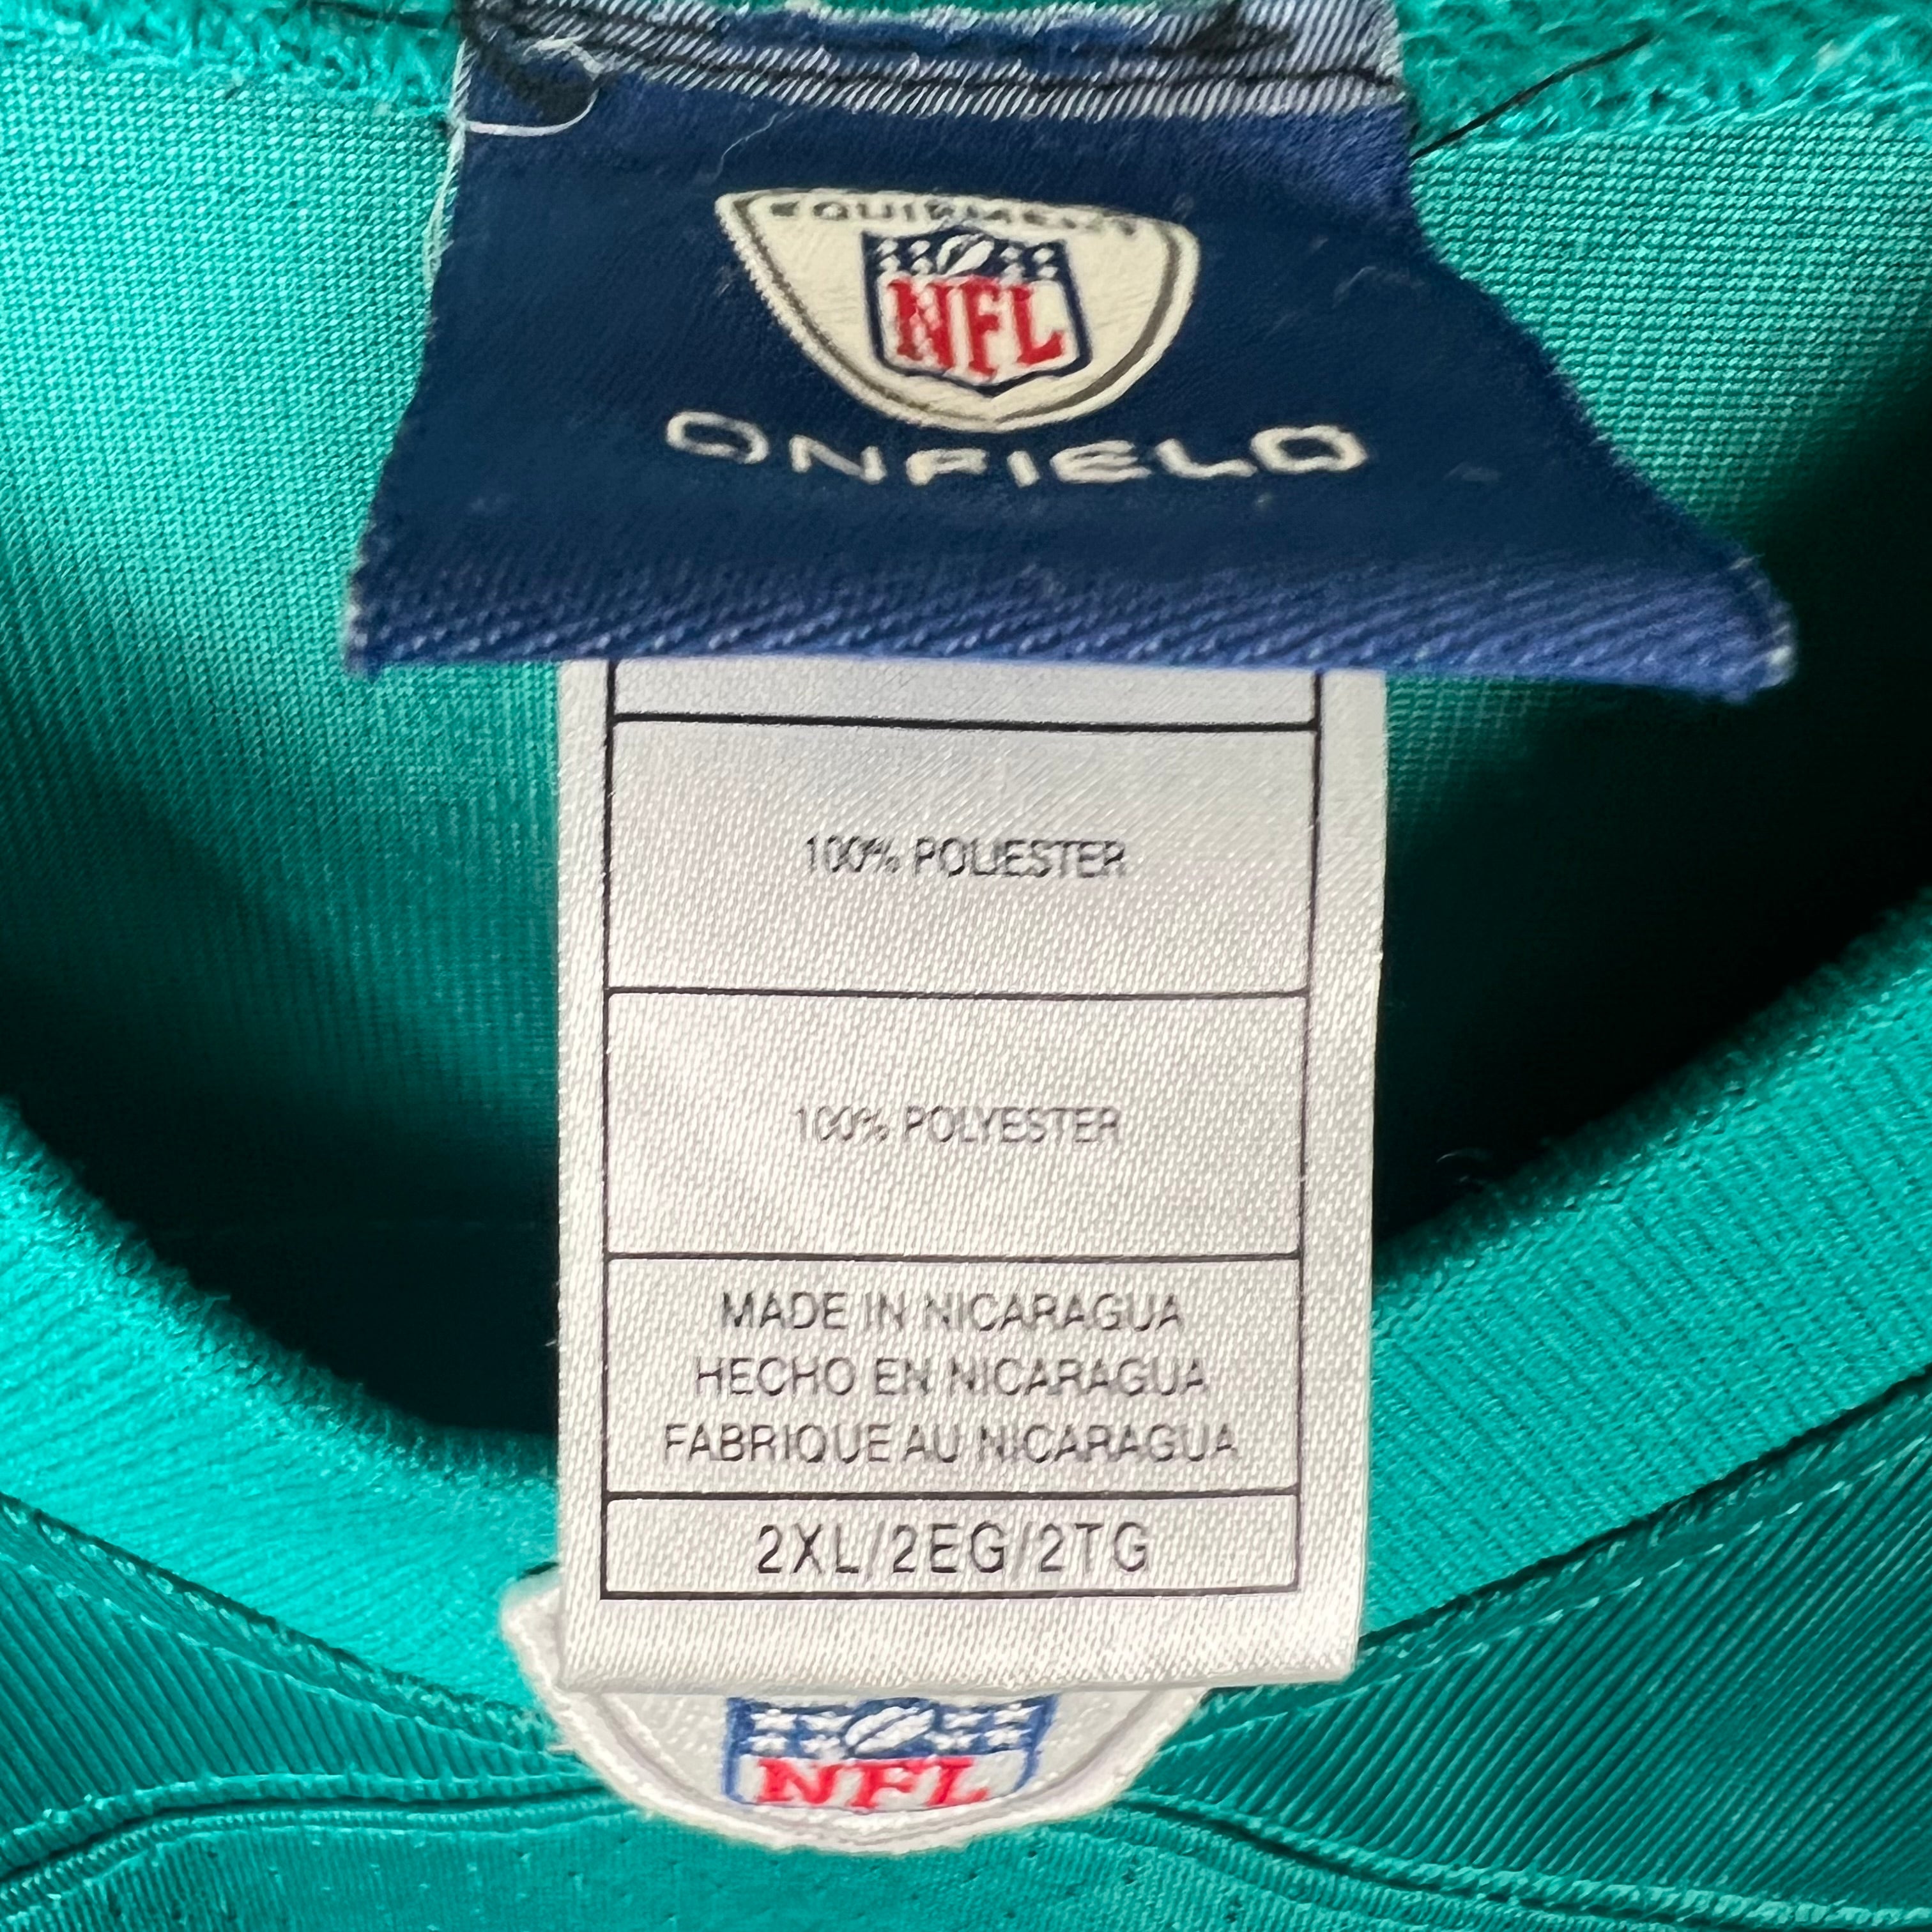 EQUIPMENT
NFL
ONFIELD
100% POLIESTER
100% POLYESTER
MADE IN NICARAGUA
HECHO EN NICARAGUA
FABRIQUE AU NICARAGUA
2XL/2EG/2TG
NFL